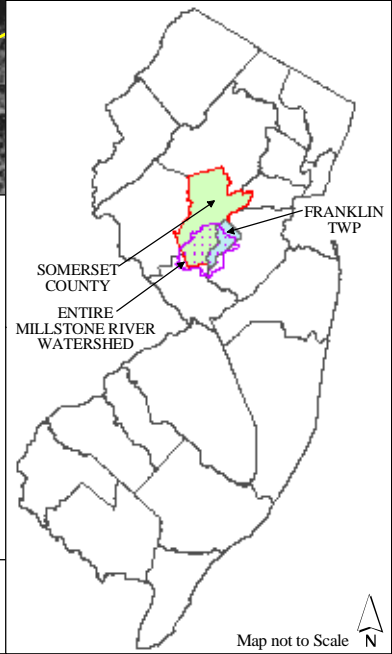 FRANKLIN
TWP
SOMERSET
COUNTY
ENTIRE
MILLSTONE RIVER
WATERSHED
Map not to Scale
N